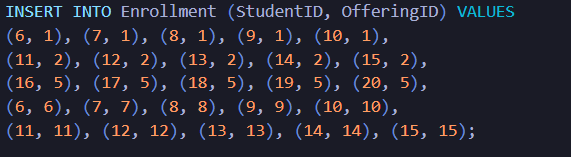 INSERT INTO Enrollment (StudentID, OfferingID) VALUES
(6, 1), (7, 1), (8, 1), (9, 1), (10, 1),
(11, 2), (12, 2), (13, 2), (14, 2), (15, 2),
(16, 5), (17, 5), (18, 5), (19, 5), (20, 5),
(6, 6), (7, 7), (8, 8), (9, 9), (10, 10),
(11, 11), (12, 12), (13, 13), (14, 14), (15, 15);